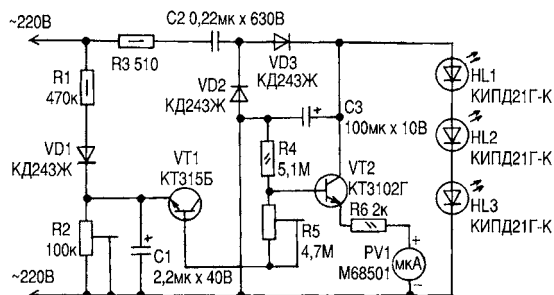 ~220В
C2 0,22мк x 630В
R3 510
VD3
КД243Ж
R1
470к
VD2
КД243Ж
HL1
КИПД21Г-К
C3
100мк x 10В
VD1
КД243Ж
VT1
КТ315Б
R4
5,1М
HL2
КИПД21Г-К
VT2
КТ3102Г
R2
100к
R6 2к
HL3
КИПД21Г-К
+
+
+
C1
2,2мк x 40В
R5
4,7М
PV1
М68501
мкА
+
−
~220В